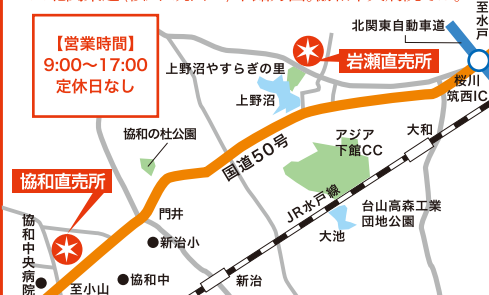 【営業時間】
9:00〜17:00
定休日なし
至水戸
北関東自動車道
岩瀬直売所
上野沼やすらぎの里
上野沼
桜川
筑西IC
協和の杜公園
国道50号
アジア
下館CC
大和
協和直売所
JR水戸線
台山高森工業
団地公園
大池
門井
協和中央病院
新治小
協和中
新治
至小山